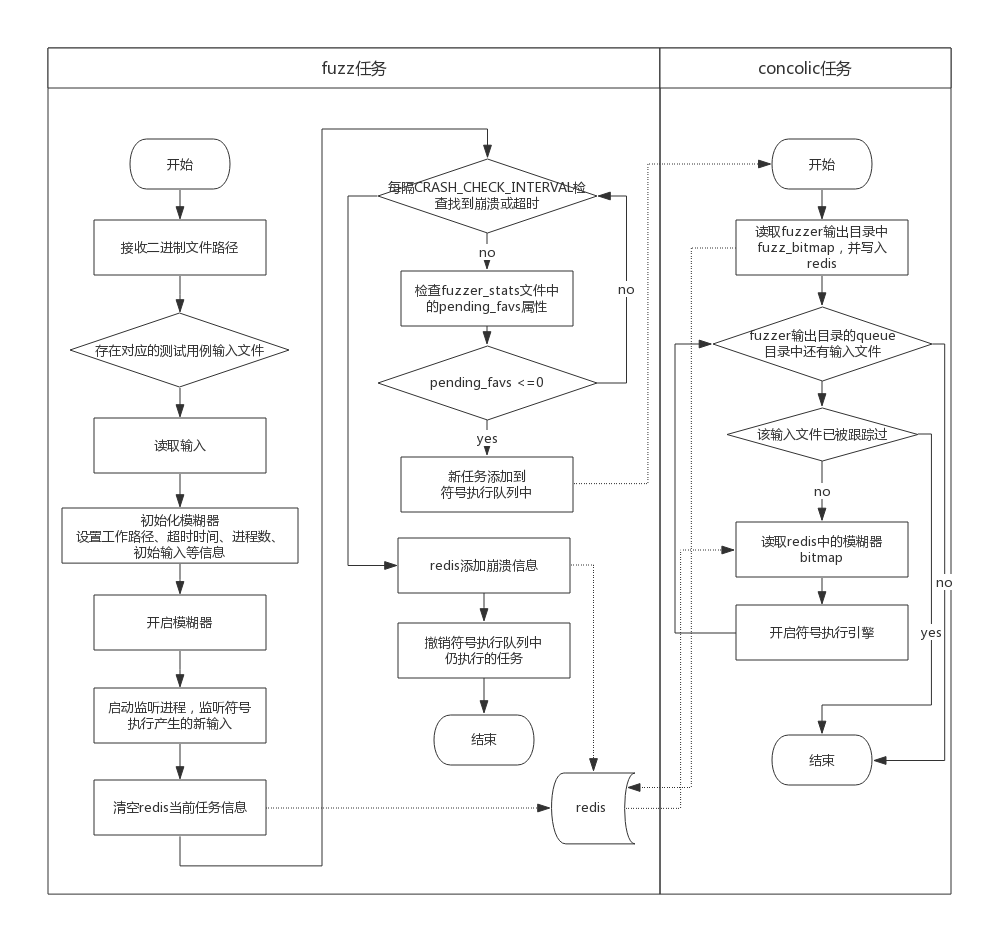 fuzz任务
concolic任务
开始
接收二进制文件路径
存在对应的测试用例输入文件
读取输入
初始化模糊器
设置工作路径、超时时间、进程数、
初始输入等信息
开启模糊器
启动监听进程，监听符号
执行产生的新输入
清空redis当前任务信息
每隔CRASH_CHECK_INTERVAL检
查找到崩溃或超时
no
检查fuzzer_stats文件中
的pending_favs属性
no
pending_favs <=0
yes
新任务添加到
符号执行队列中
redis添加崩溃信息
撤销符号执行队列中
仍执行的任务
结束
redis
开始
读取fuzzer输出目录中
fuzz_bitmap，并写入
redis
fuzzer输出目录的queue
目录中还有输入文件
该输入文件已被跟踪过
no
读取redis中的模糊器
bitmap
no
开启符号执行引擎
yes
结束